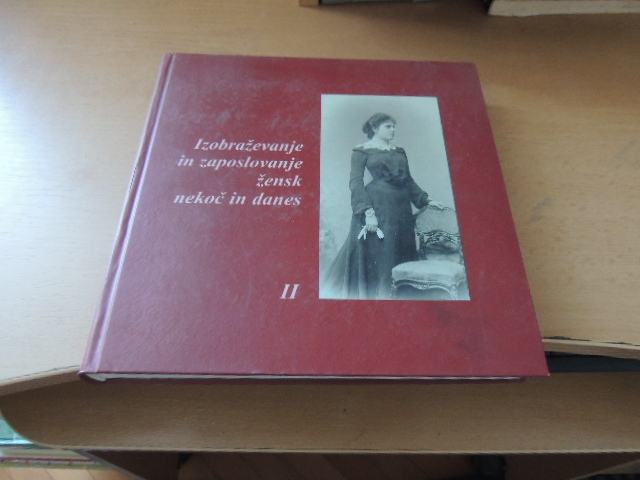 Izobraževanje
in zaposlovanje
žensk
nekoč in danes
II